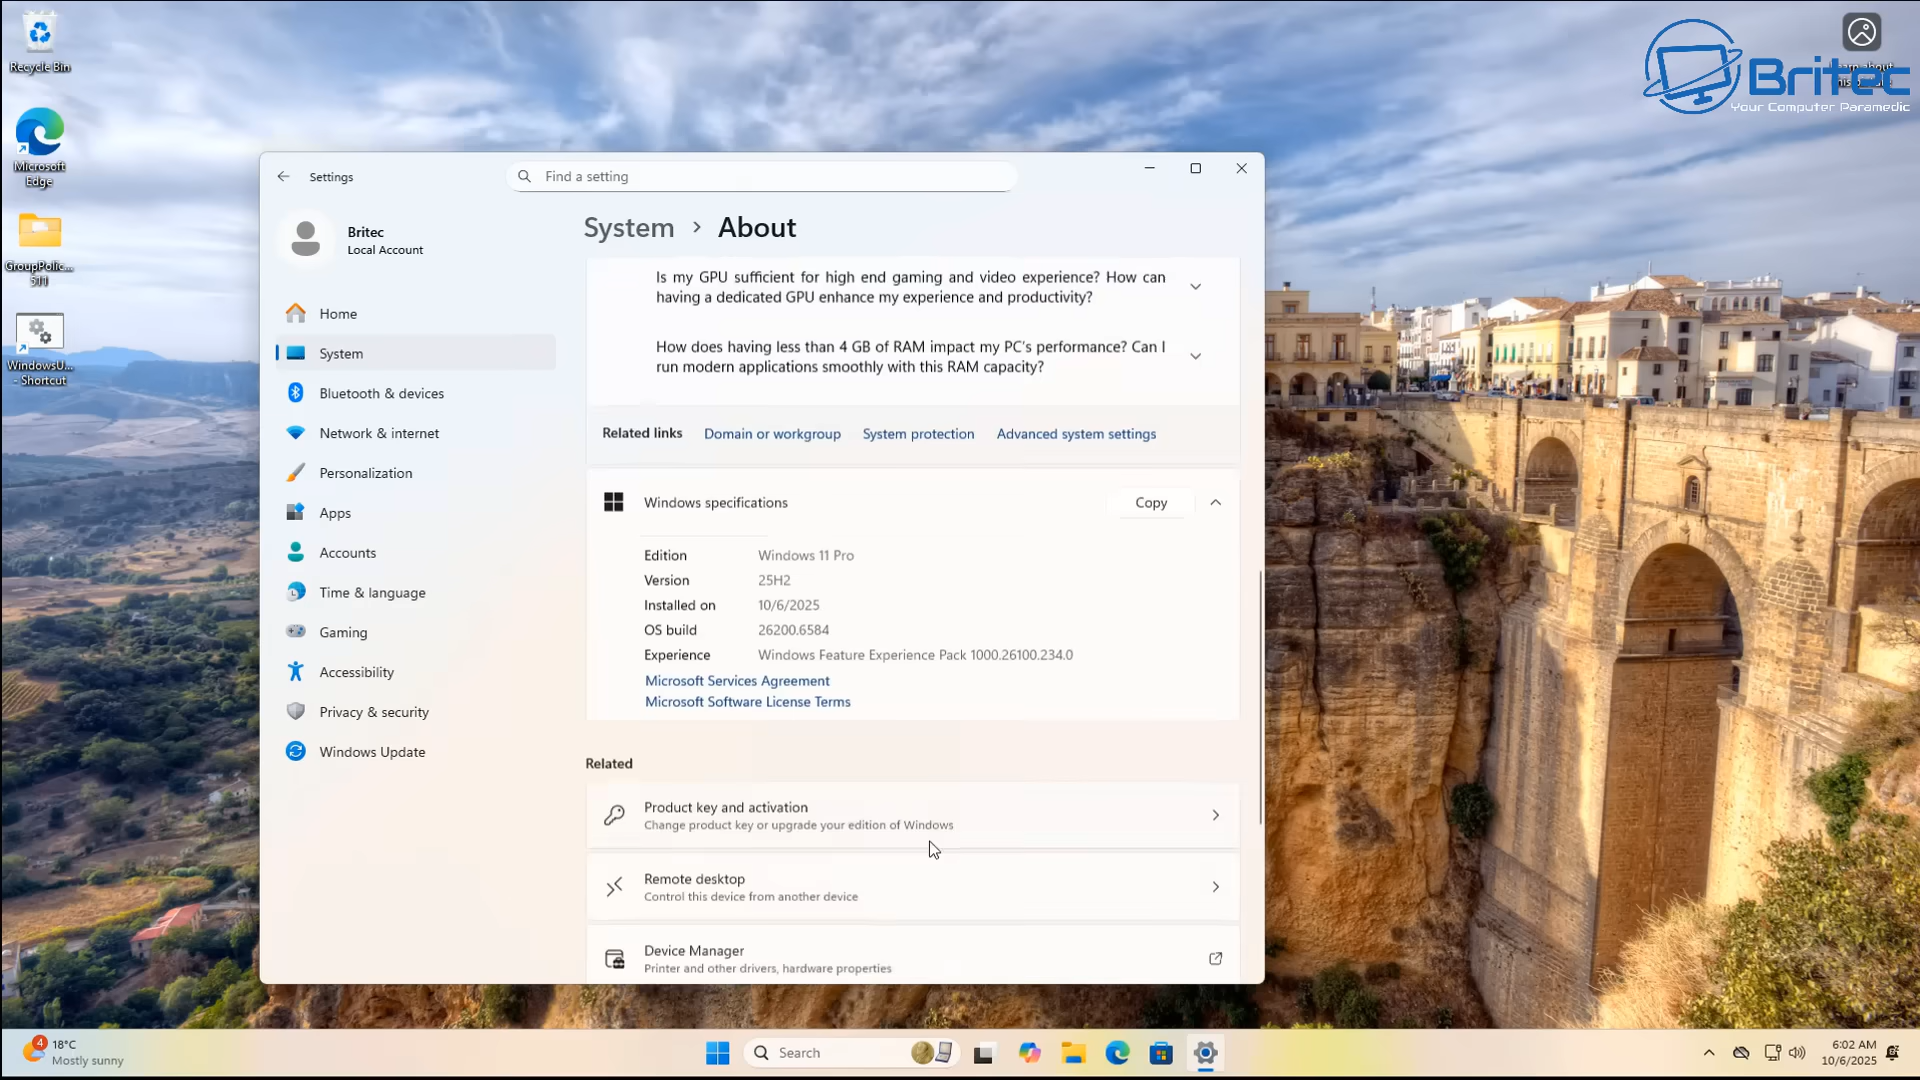 Recycle Bin
Microsoft
Edge
GroupPolic...
511
WindowsU...
- Shortcut
Britec
Your Computer Paramedic
Settings
Find a setting
Britec
Local Account
Home
System
Bluetooth & devices
Network & internet
Personalization
Apps
Accounts
Time & language
Gaming
Accessibility
Privacy & security
Windows Update
System > About
Is my GPU sufficient for high end gaming and video experience? How can
having a dedicated GPU enhance my experience and productivity?
How does having less than 4 GB of RAM impact my PC's performance? Can I
run modern applications smoothly with this RAM capacity?
Related links Domain or workgroup System protection Advanced system settings
Windows specifications Copy
Edition Windows 11 Pro
Version 25H2
Installed on 10/6/2025
OS build 26200.6584
Experience Windows Feature Experience Pack 1000.26100.234.0
Microsoft Services Agreement
Microsoft Software License Terms
Related
Product key and activation
Change product key or upgrade your edition of Windows
Remote desktop
Control this device from another device
Device Manager
Printer and other drivers, hardware properties
4
18°C
Mostly sunny
Search
6:02 AM
10/6/2025